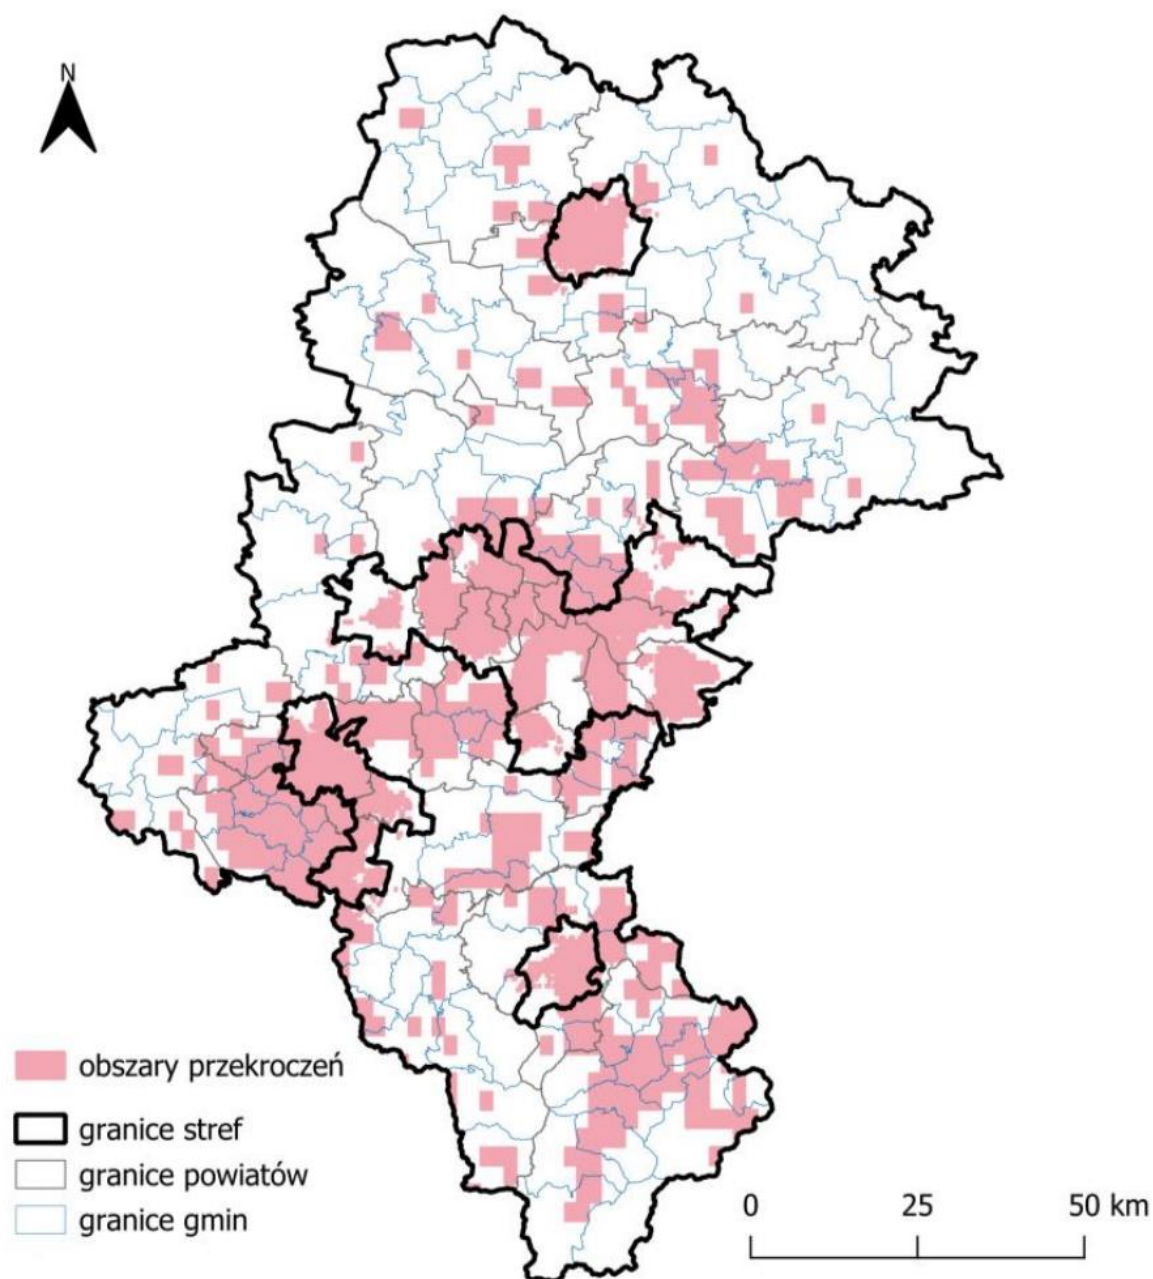 N
obszary przekroczeń
granice stref
granice powiatów
granice gmin
0 25 50 km